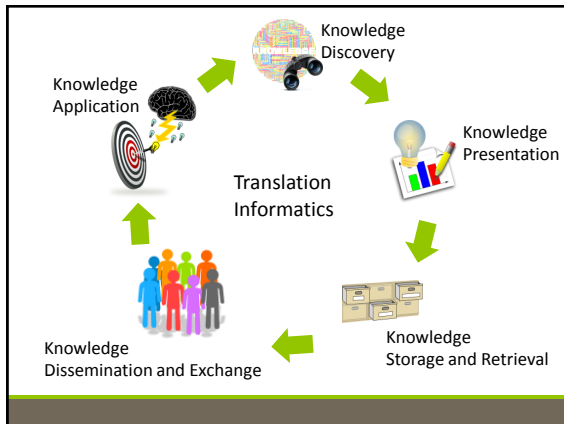 Knowledge
Discovery
Knowledge
Presentation
Knowledge
Storage and Retrieval
Knowledge
Dissemination and Exchange
Knowledge
Application
Translation
Informatics